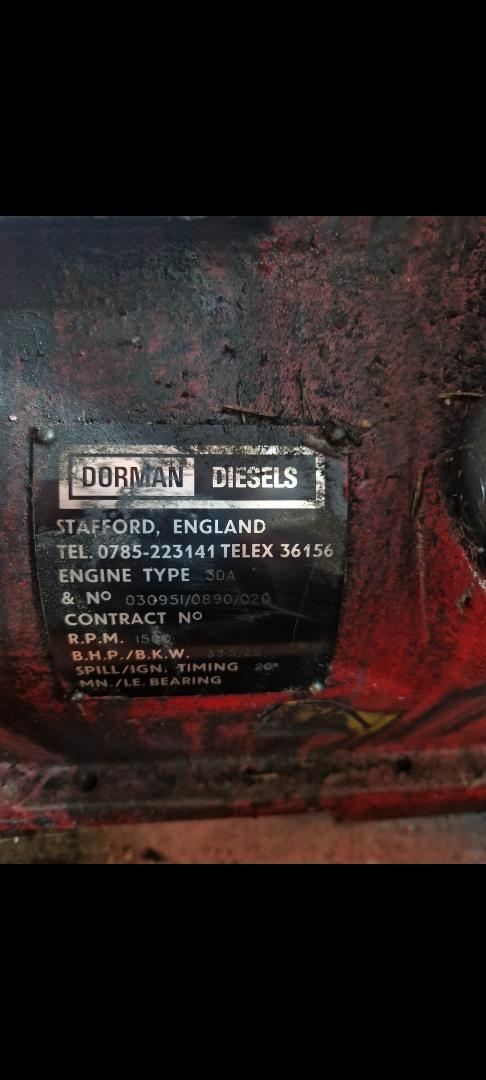 DORMAN DIESELS
STAFFORD, ENGLAND
TEL. 0785-223141 TELEX 36156
ENGINE TYPE 3DA
& Nº 030951/0890/020
CONTRACT Nº
R.P.M. 1500
B.H.P./B.K.W.
SPILL/IGN. TIMING 20°
MN./LE. BEARING